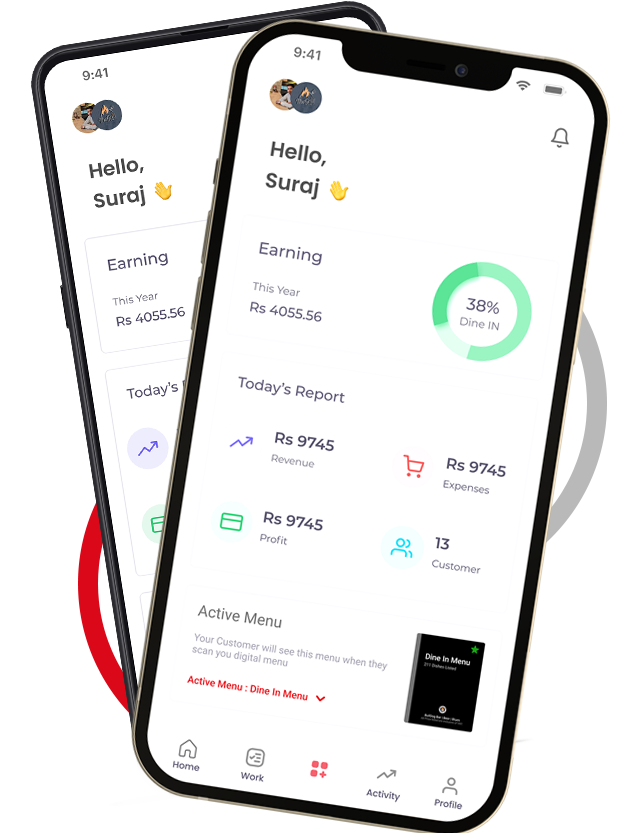 9:41
Hello,
Suraj 👋
Earning
This Year
Rs 4055.56
Today's
9:41
Hello,
Suraj 👋
Earning
This Year
Rs 4055.56
38%
Dine IN
Today's Report
Rs 9745
Revenue
Rs 9745
Expenses
Rs 9745
Profit
13
Customer
Active Menu
Your Customer will see this menu when they
scan you digital menu
Active Menu : Dine In Menu
Dine In Menu
211 Dishes Listed
Home
Work
Activity
Profile